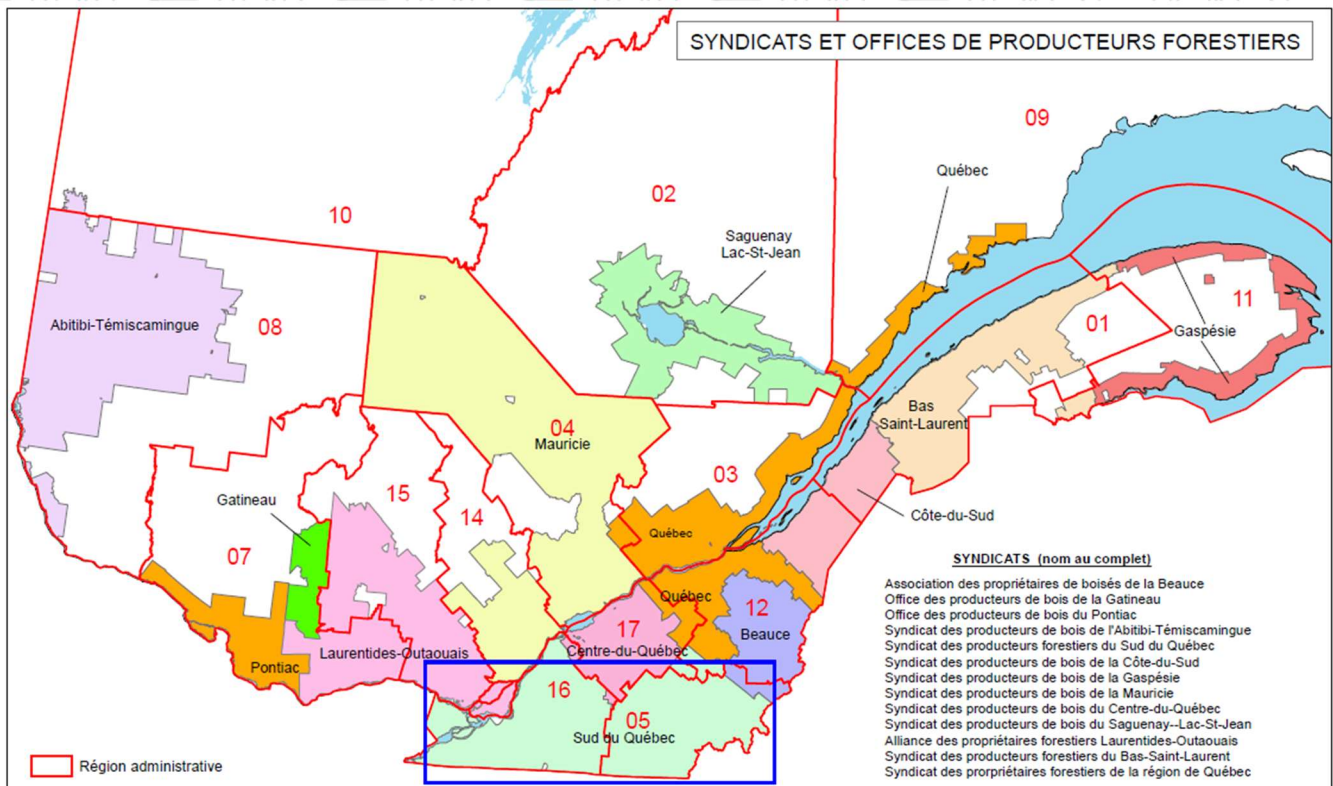 SYNDICATS ET OFFICES DE PRODUCTEURS FORESTIERS
09
Québec
02
10
Saguenay
Lac-St-Jean
Abitibi-Témiscamingue
08
11
01
Gaspésie
Bas
Saint-Laurent
04
Mauricie
03
15
Gatineau
14
Côte-du-Sud
Québec
07
SYNDICATS (nom au complet)
Association des propriétaires de boisés de la Beauce
Office des producteurs de bois de la Gatineau
Office des producteurs de bois du Pontiac
Syndicat des producteurs de bois de l'Abitibi-Témiscamingue
Syndicat des producteurs forestiers du Sud du Québec
Syndicat des producteurs de bois de la Côte-du-Sud
Syndicat des producteurs de bois de la Gaspésie
Syndicat des producteurs de bois de la Mauricie
Syndicat des producteurs de bois du Centre-du-Québec
Syndicat des producteurs de bois du Saguenay--Lac-St-Jean
Alliance des propriétaires forestiers Laurentides-Outaouais
Syndicat des producteurs forestiers du Bas-Saint-Laurent
Syndicat des prorpriétaires forestiers de la région de Québec
Québec
12
Beauce
17
Centre-du-Québec
Laurentides-Outaouais
Pontiac
16
05
Sud du Québec
Région administrative